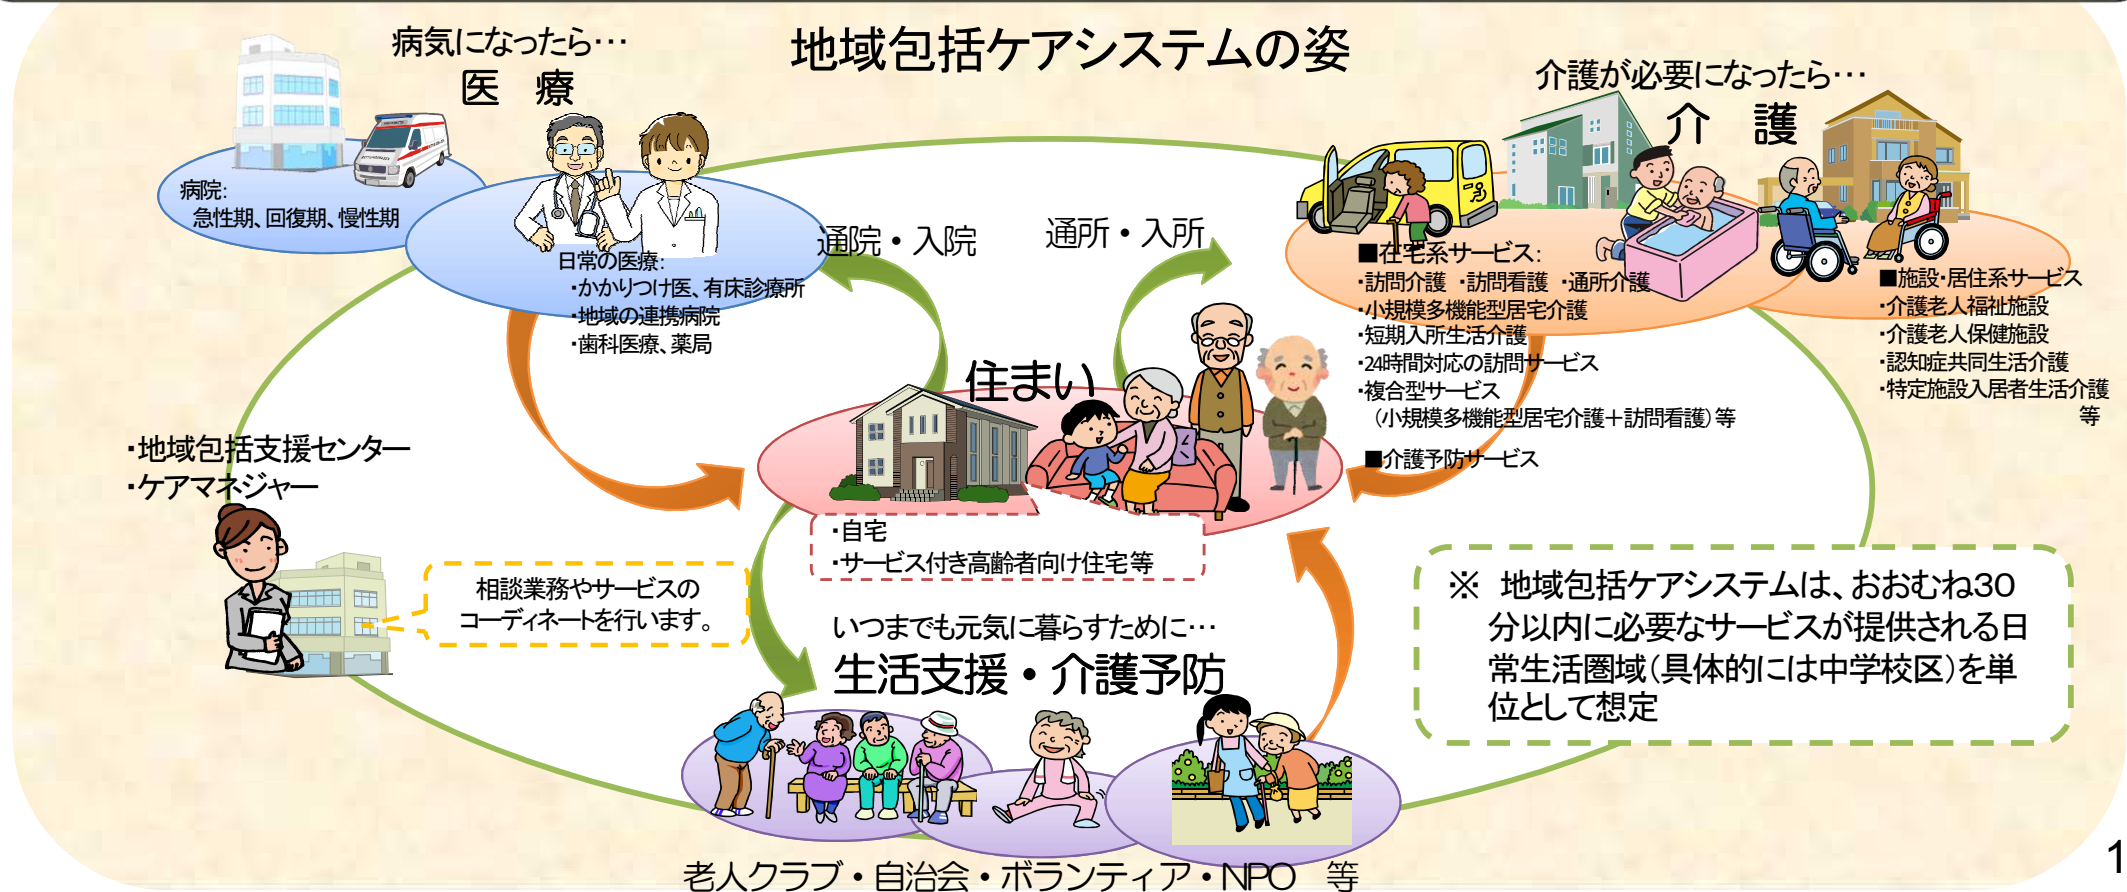 地域包括ケアシステムの姿
病気になったら…
医　療
病院:
急性期、回復期、慢性期
日常の医療:
・かかりつけ医、有床診療所
・地域の連携病院
・歯科医療、薬局
通院・入院
通所・入所
介護が必要になったら…
介　護
■在宅系サービス:
・訪問介護　・訪問看護　・通所介護
・小規模多機能型居宅介護
・短期入所生活介護
・24時間対応の訪問サービス
・複合型サービス
（小規模多機能型居宅介護＋訪問看護）等
■介護予防サービス
■施設・居住系サービス
・介護老人福祉施設
・介護老人保健施設
・認知症共同生活介護
・特定施設入居者生活介護
等
住まい
・自宅
・サービス付き高齢者向け住宅等
・地域包括支援センター
・ケアマネジャー
相談業務やサービスの
コーディネートを行います。
いつまでも元気に暮らすために…
生活支援・介護予防
老人クラブ・自治会・ボランティア・NPO　等
※　地域包括ケアシステムは、おおむね30
分以内に必要なサービスが提供される日
常生活圏域（具体的には中学校区）を単
位として想定
1